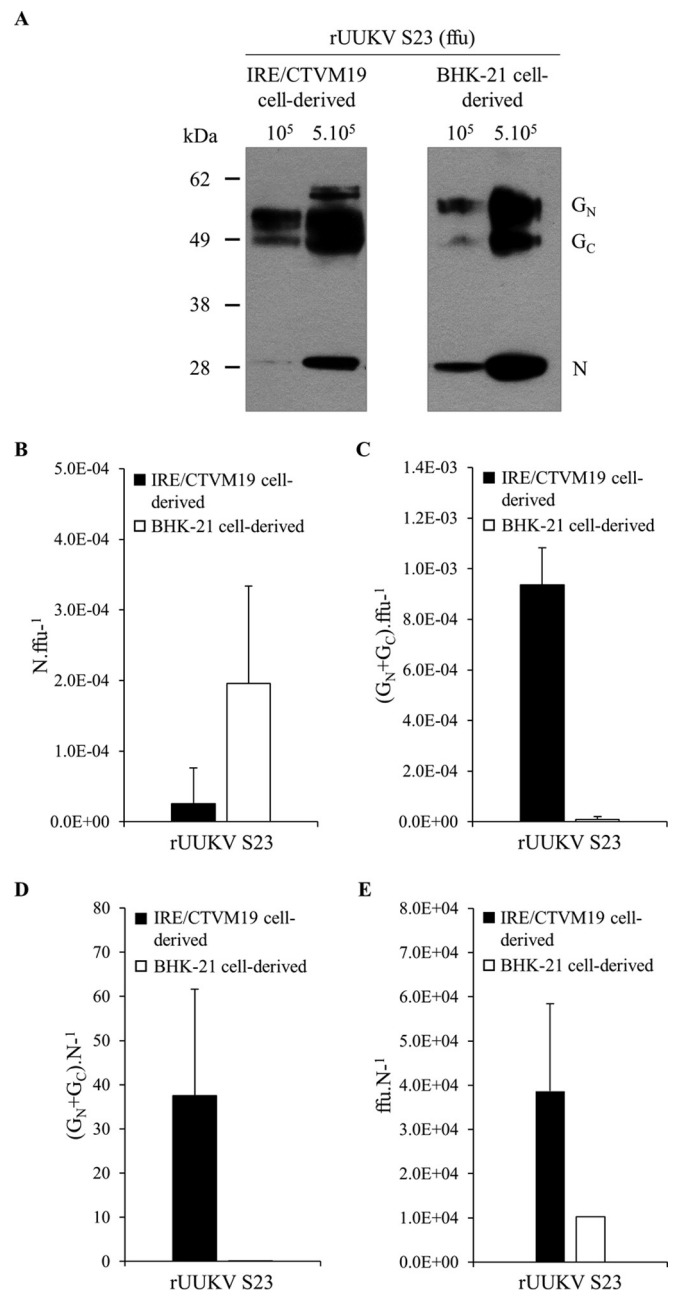 A
rUUKV S23 (ffu)
IRE/CTVM19 cell-derived
BHK-21 cell-derived
kDa
10⁵ 5.10⁵
10⁵ 5.10⁵
62
49
38
28
G_N
G_C
N
B
5.0E-04
4.0E-04
3.0E-04
2.0E-04
1.0E-04
0.0E+00
N.ffu-¹
IRE/CTVM19 cell-
derived
BHK-21 cell-derived
rUUKV S23
C
1.4E-03
1.2E-03
1.0E-03
8.0E-04
6.0E-04
4.0E-04
2.0E-04
0.0E+00
(G_N+G_C).ffu-¹
IRE/CTVM19 cell-
derived
BHK-21 cell-derived
rUUKV S23
D
80
70
60
50
40
30
20
10
0
(G_N+G_C).N-¹
IRE/CTVM19 cell-
derived
BHK-21 cell-derived
rUUKV S23
E
8.0E+04
7.0E+04
6.0E+04
5.0E+04
4.0E+04
3.0E+04
2.0E+04
1.0E+04
0.0E+00
ffu.N-¹
IRE/CTVM19 cell-
derived
BHK-21 cell-derived
rUUKV S23